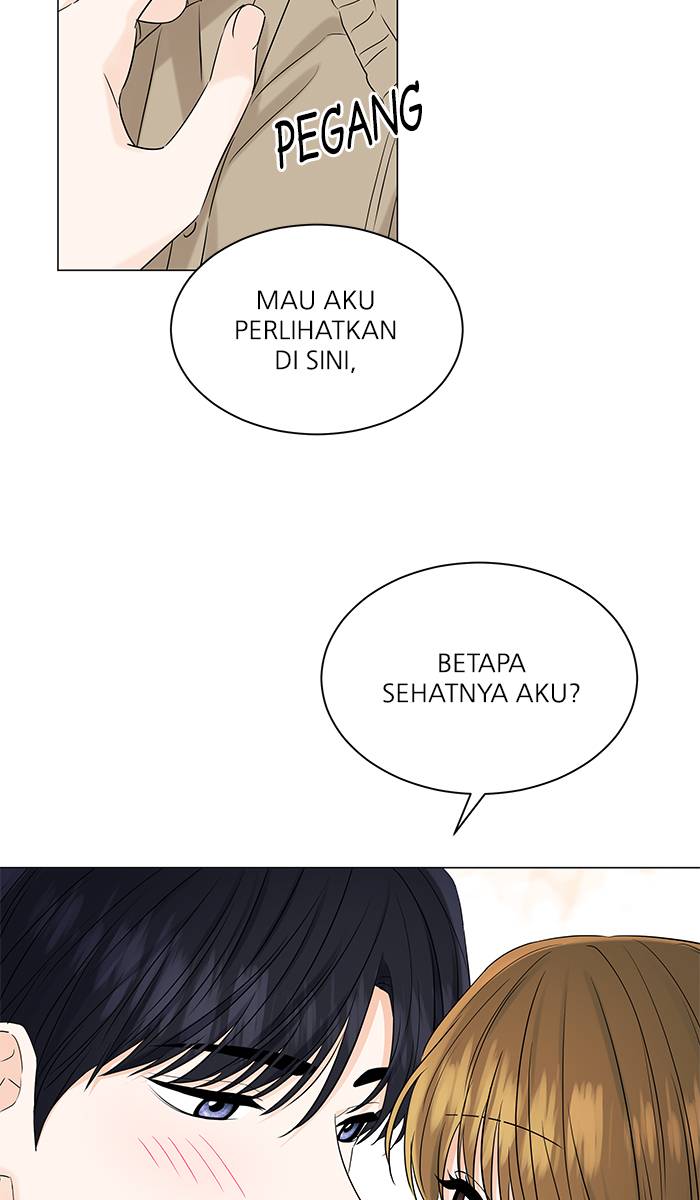 PEGANG
MAU AKU
PERLIHATKAN
DI SINI,
BETAPA
SEHATNYA AKU?